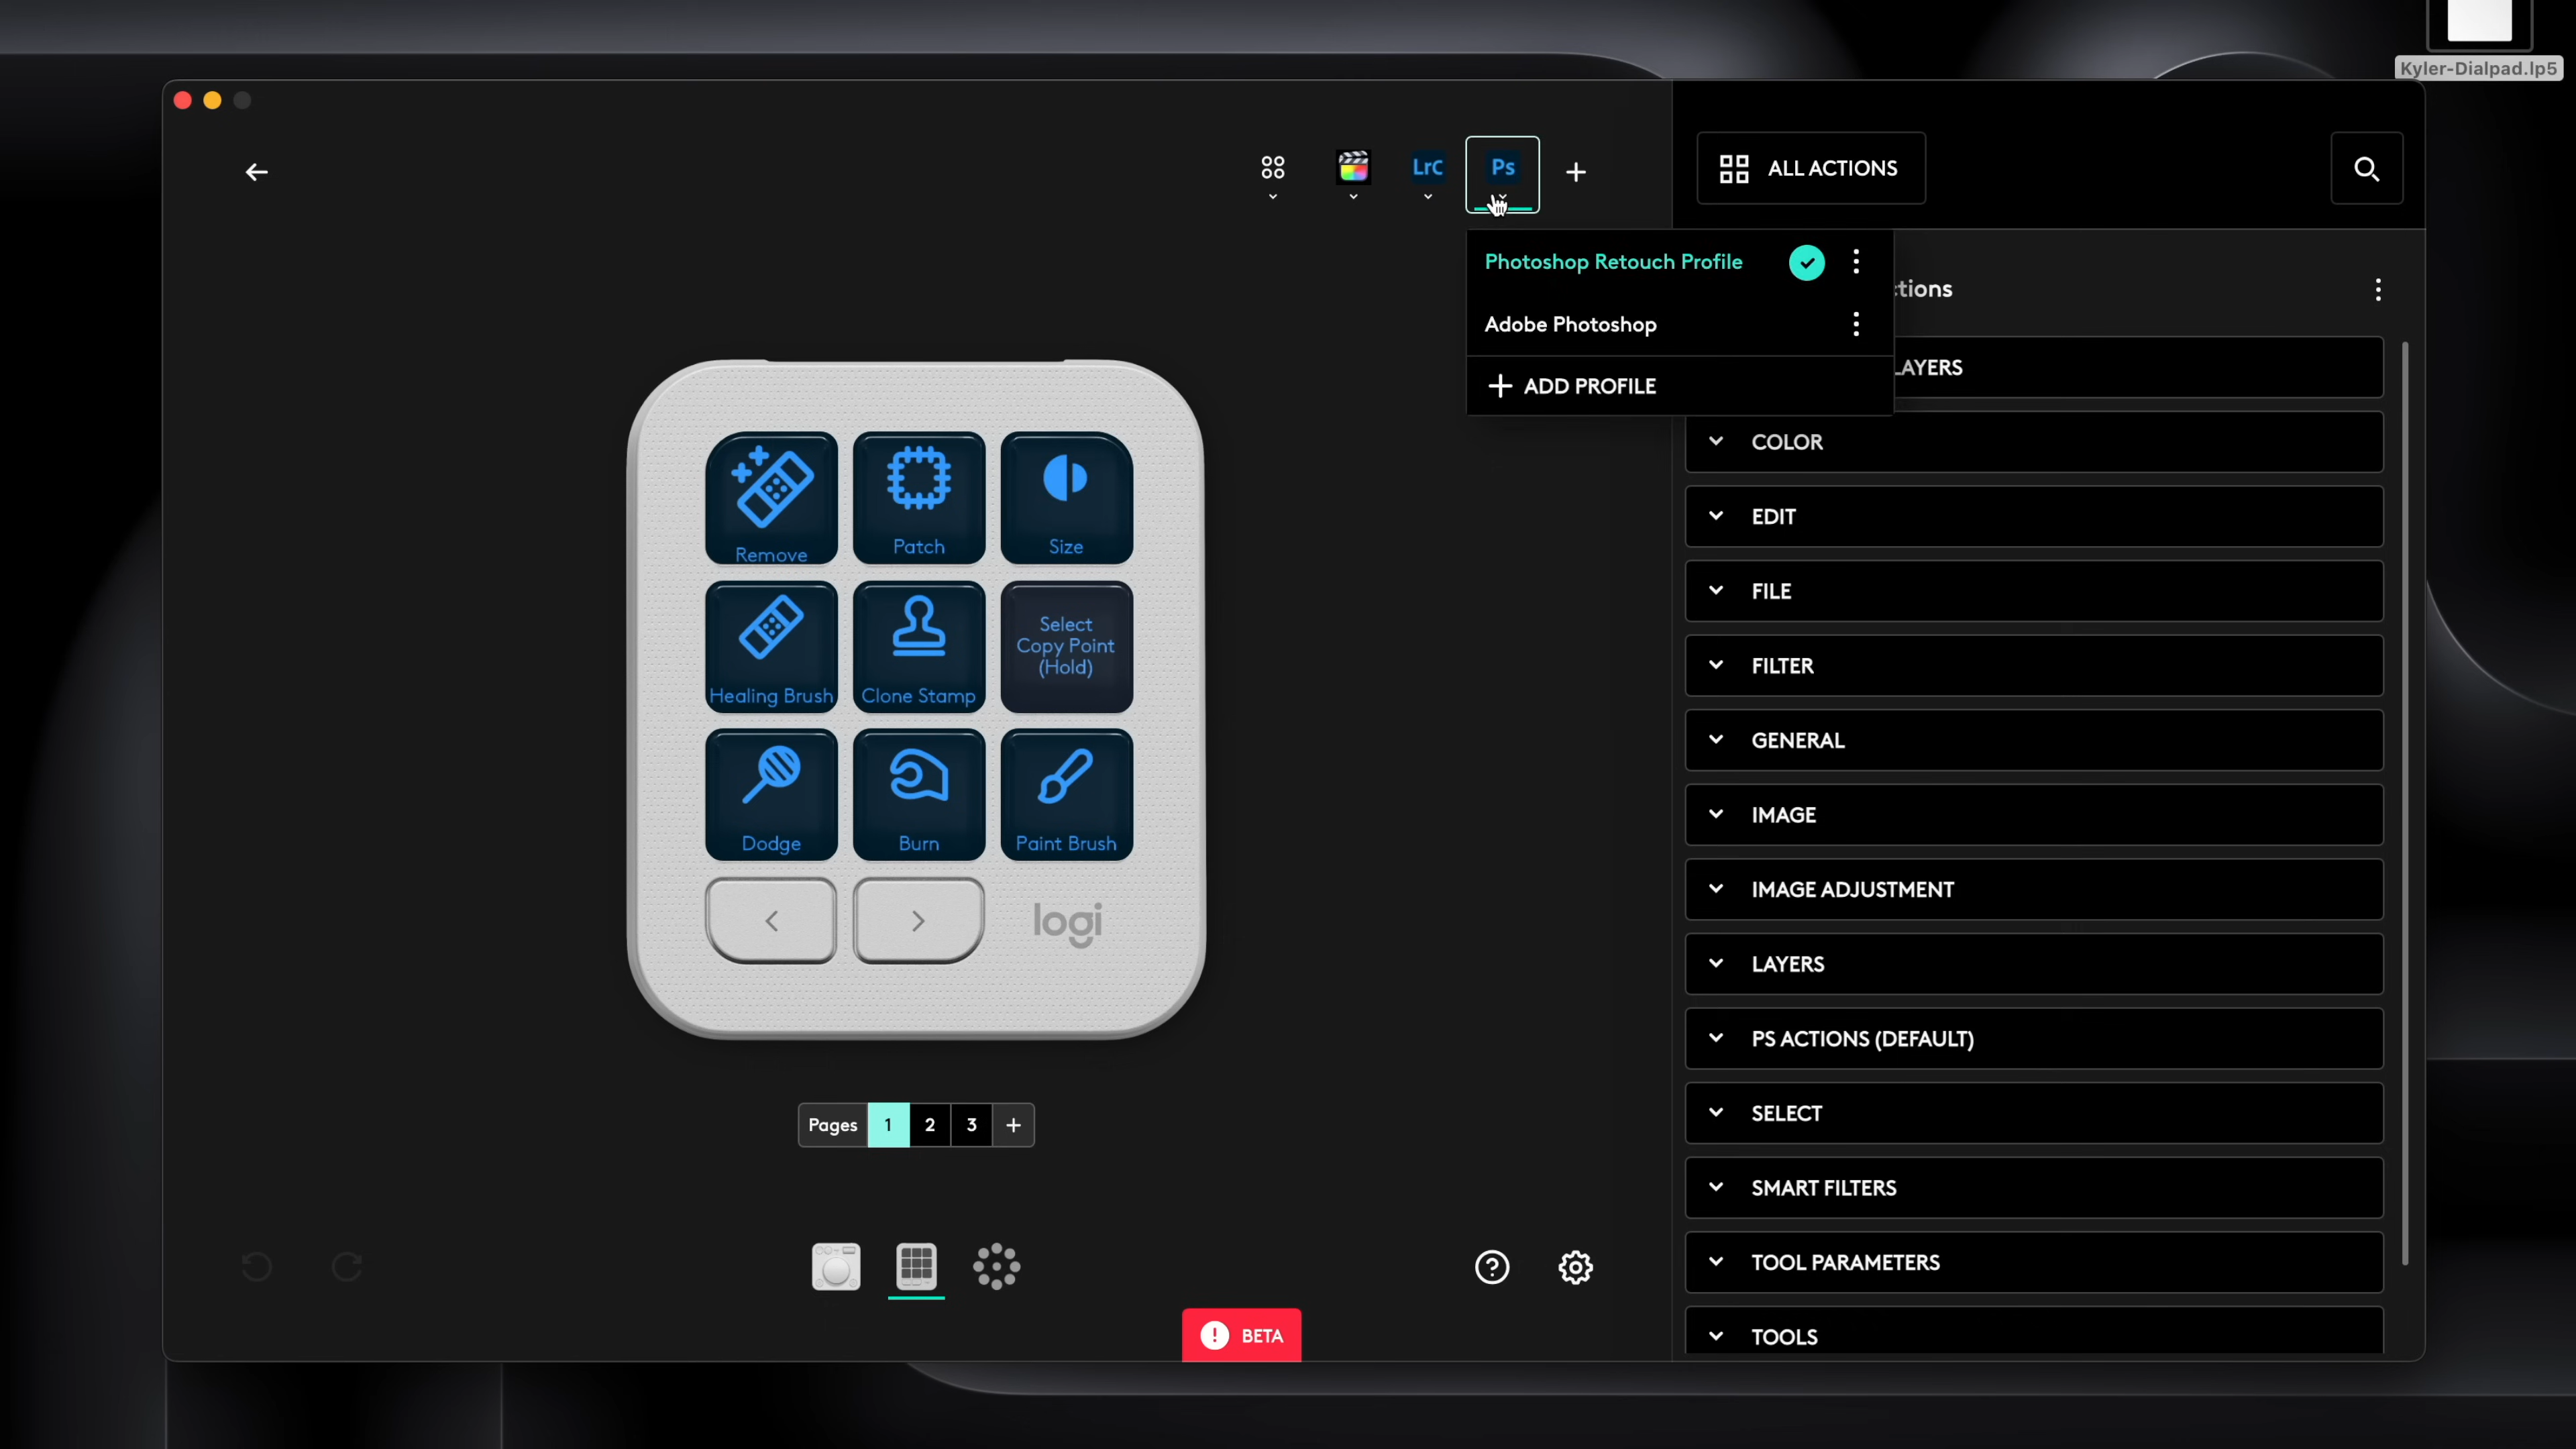 Kyler-Dialpad.lp5
LrC
Ps
ALL ACTIONS
Photoshop Retouch Profile
Adobe Photoshop
ADD PROFILE
ctions
LAYERS
COLOR
EDIT
FILE
FILTER
GENERAL
IMAGE
IMAGE ADJUSTMENT
LAYERS
PS ACTIONS (DEFAULT)
SELECT
SMART FILTERS
TOOL PARAMETERS
TOOLS
Remove
Patch
Size
Healing Brush
Clone Stamp
Select
Copy Point
(Hold)
Dodge
Burn
Paint Brush
logi
Pages 1 2 3 +
BETA